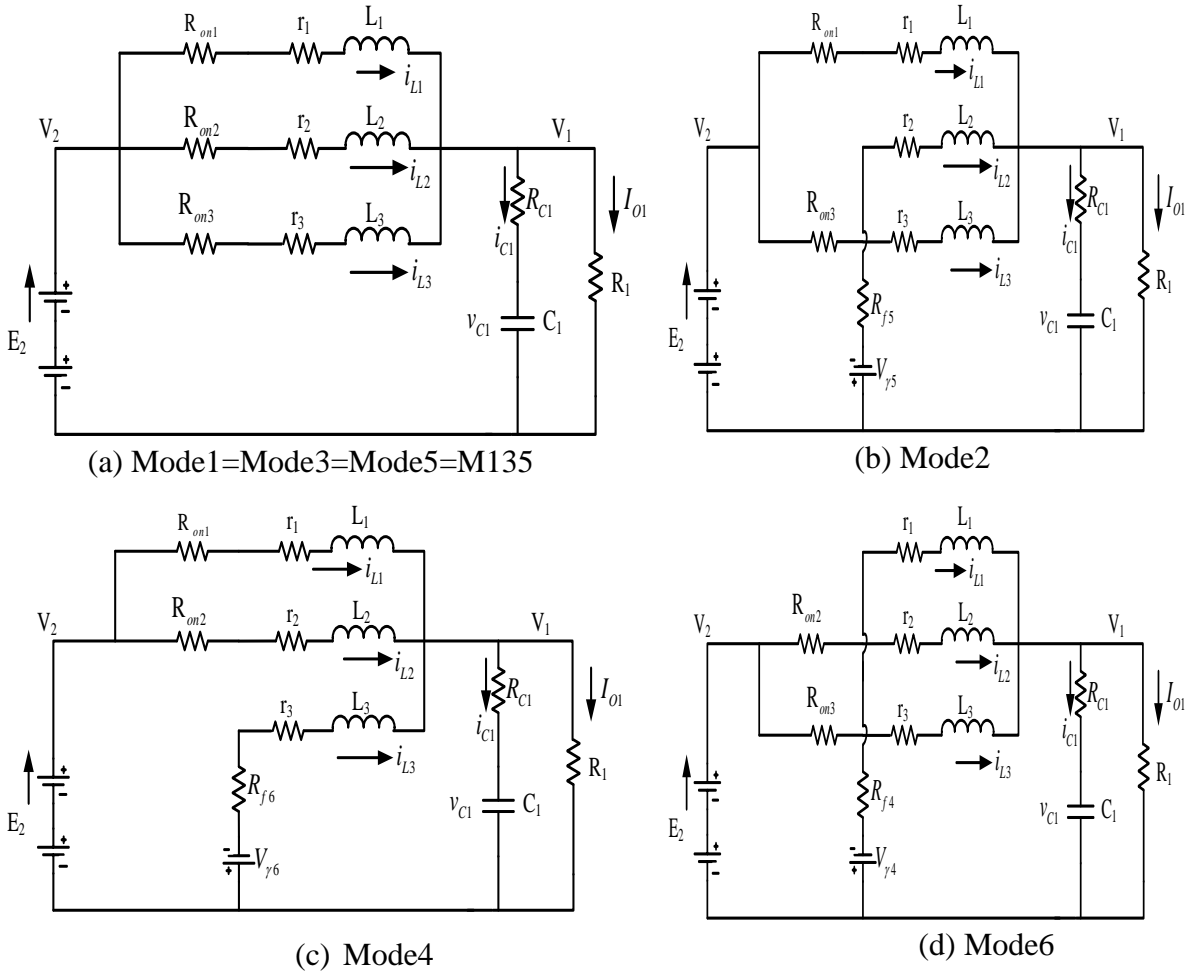 R_on1 r_1 L_1
i_L1
V_2 R_on2 r_2 L_2 V_1
i_L2
R_on3 r_3 L_3 R_C1 I_O1
i_C1
i_L3 R_1
+
-
v_C1 C_1
E_2
+
-
(a) Mode1=Mode3=Mode5=M135
R_on1 r_1 L_1
i_L1
V_2 r_2 L_2 V_1
i_L2
R_on3 r_3 L_3 R_C1 I_O1
i_C1
i_L3
R_f5 R_1
+
-
v_C1 C_1
E_2
+
-
-
V_γ5
+
(b) Mode2
R_on1 r_1 L_1
i_L1
V_2 R_on2 r_2 L_2 V_1
i_L2
R_C1 I_O1
r_3 L_3
i_C1
i_L3 R_1
R_f6
+
-
v_C1 C_1
E_2
+
-
-
V_γ6
+
(c) Mode4
r_1 L_1
i_L1
V_2 R_on2 r_2 L_2 V_1
i_L2
R_on3 r_3 L_3 R_C1 I_O1
i_C1
i_L3
R_f4 R_1
+
-
v_C1 C_1
E_2
+
-
-
V_γ4
+
(d) Mode6